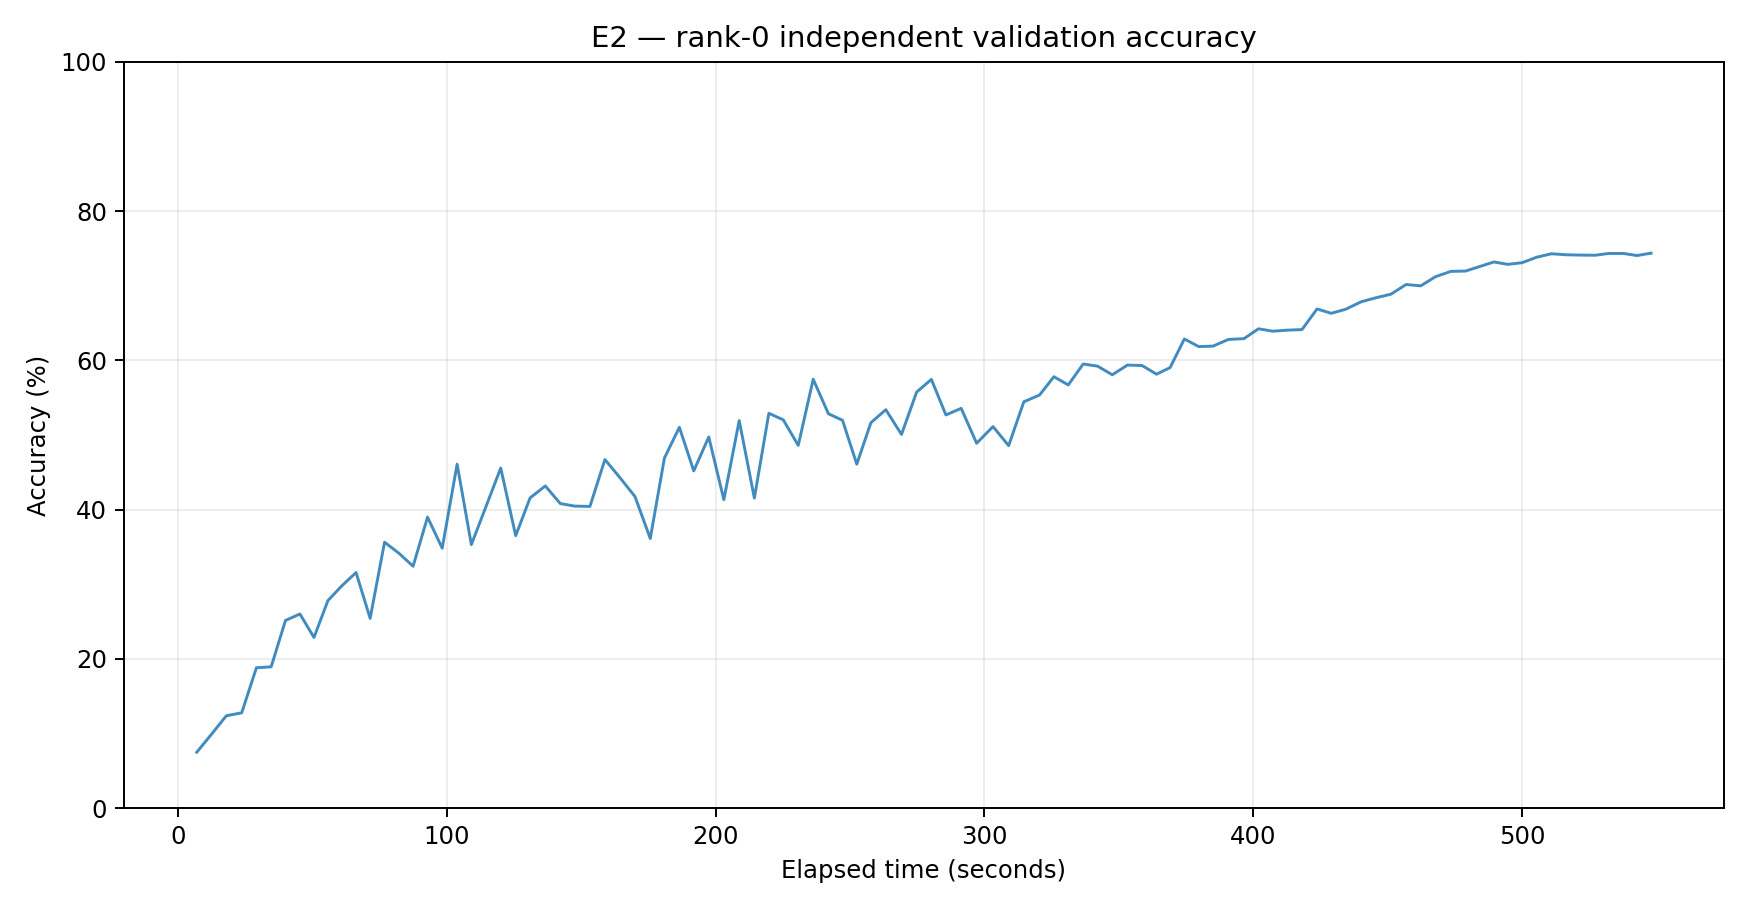 E2 — rank-0 independent validation accuracy
100
80
60
40
20
0
Accuracy (%)
0 100 200 300 400 500
Elapsed time (seconds)